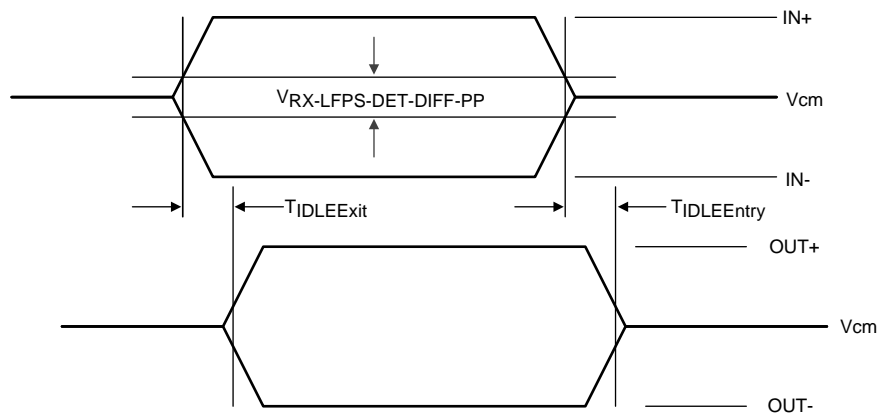 IN+
VRX-LFPS-DET-DIFF-PP
Vcm
IN-
TIDLEExit
TIDLEEntry
OUT+
Vcm
OUT-